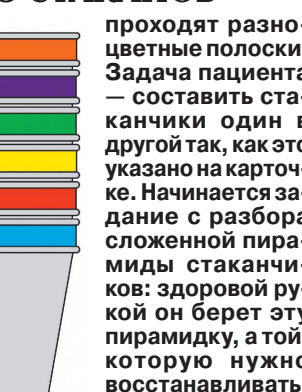 проходят разно-
цветные полоски.
Задача пациента
— составить ста-
канчики один в
другой так, как это
указано на карточ-
ке. Начинается за-
дание с разбора
сложенной пира-
миды стаканчи-
ков: здоровой ру-
кой он берет эту
пирамидку, а той,
которую нужно
восстанавливать,